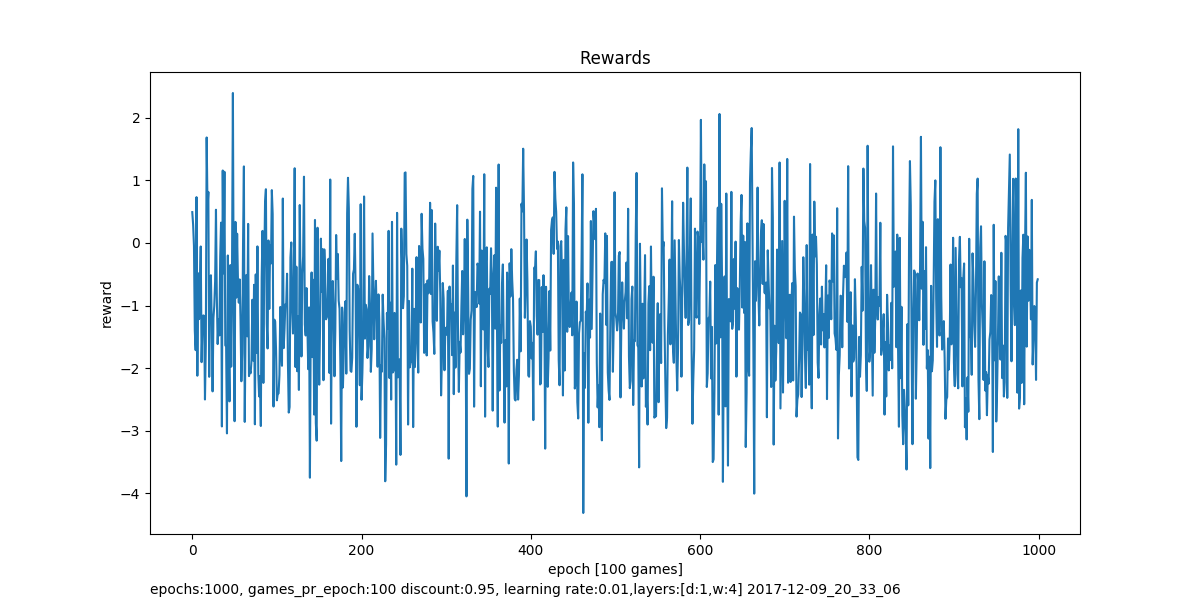 Rewards
2
1
0
−1
−2
−3
−4
reward
0 200 400 600 800 1000
epoch [100 games]
epochs:1000, games_pr_epoch:100 discount:0.95, learning rate:0.01,layers:[d:1,w:4] 2017-12-09_20_33_06